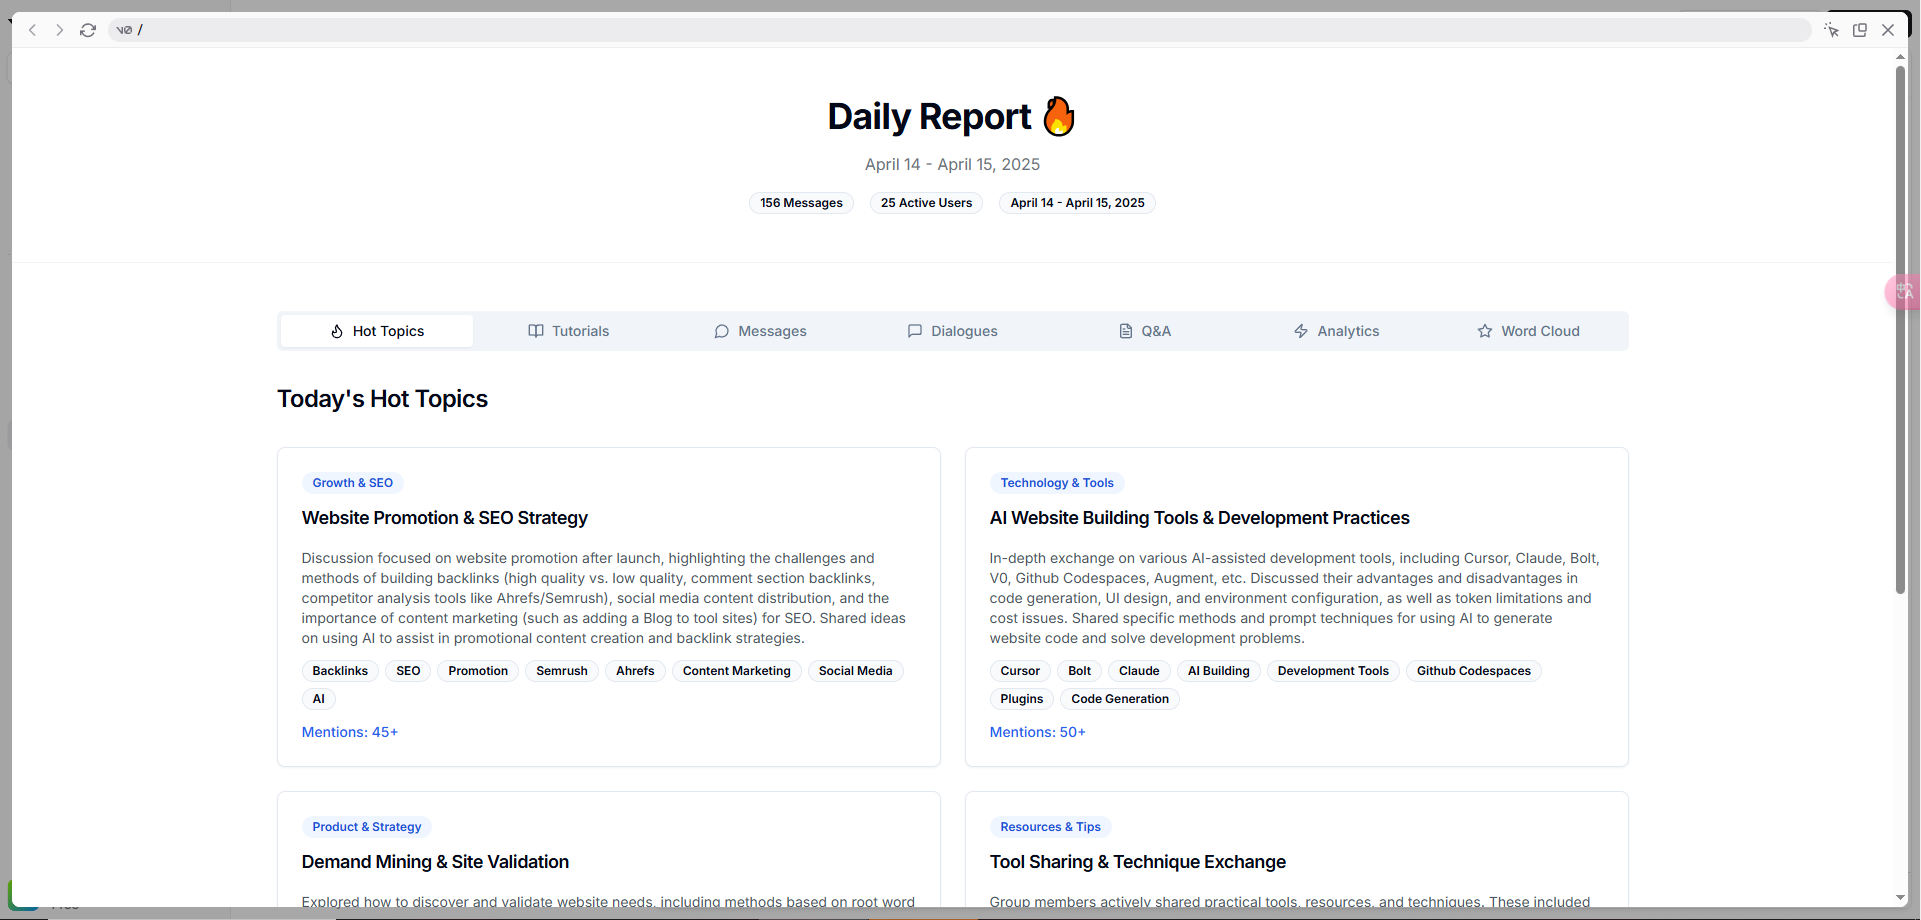 v0 /
Daily Report 🔥
April 14 - April 15, 2025
156 Messages
25 Active Users
April 14 - April 15, 2025
Hot Topics
Tutorials
Messages
Dialogues
Q&A
Analytics
Word Cloud
Today's Hot Topics
Growth & SEO
Website Promotion & SEO Strategy
Discussion focused on website promotion after launch, highlighting the challenges and
methods of building backlinks (high quality vs. low quality, comment section backlinks,
competitor analysis tools like Ahrefs/Semrush), social media content distribution, and the
importance of content marketing (such as adding a Blog to tool sites) for SEO. Shared ideas
on using AI to assist in promotional content creation and backlink strategies.
Backlinks SEO Promotion Semrush Ahrefs Content Marketing Social Media
AI
Mentions: 45+
Technology & Tools
AI Website Building Tools & Development Practices
In-depth exchange on various AI-assisted development tools, including Cursor, Claude, Bolt,
V0, Github Codespaces, Augment, etc. Discussed their advantages and disadvantages in
code generation, UI design, and environment configuration, as well as token limitations and
cost issues. Shared specific methods and prompt techniques for using AI to generate
website code and solve development problems.
Cursor Bolt Claude AI Building Development Tools Github Codespaces
Plugins Code Generation
Mentions: 50+
Product & Strategy
Demand Mining & Site Validation
Explored how to discover and validate website needs, including methods based on root word
Resources & Tips
Tool Sharing & Technique Exchange
Group members actively shared practical tools, resources, and techniques. These included